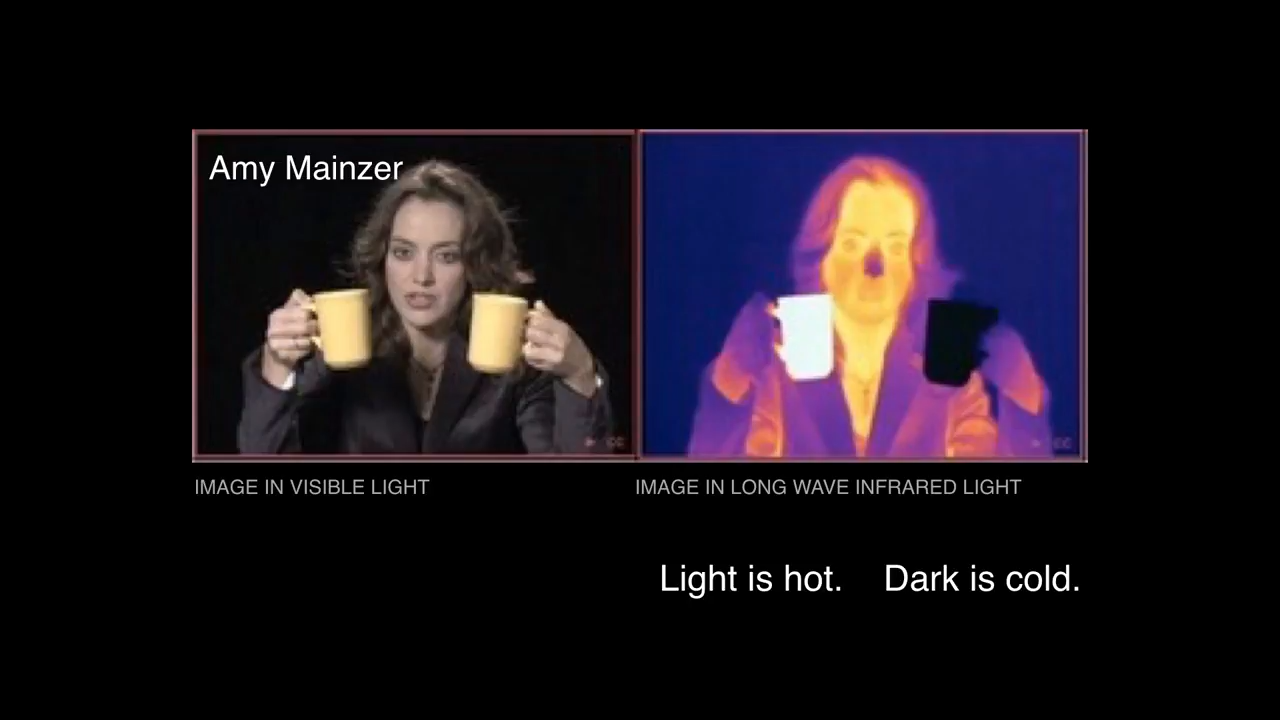 Amy Mainzer
IMAGE IN VISIBLE LIGHT
IMAGE IN LONG WAVE INFRARED LIGHT
Light is hot. Dark is cold.